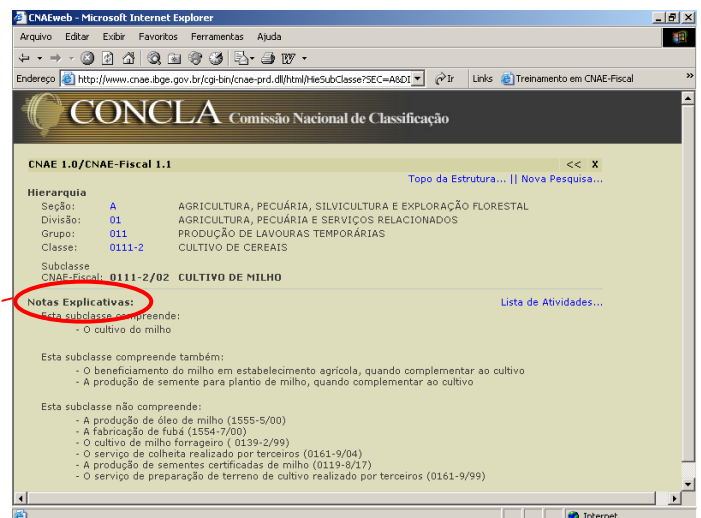 CNAEweb - Microsoft Internet Explorer
Arquivo Editar Exibir Favoritos Ferramentas Ajuda
Endereço http://www.cnae.ibge.gov.br/cgi-bin/cnae-prd.dll/html/HieSubClasse?SEC=A&DI Ir Links Treinamento em CNAE-Fiscal »
CONCLA Comissão Nacional de Classificação
CNAE 1.0/CNAE-Fiscal 1.1 << X
Topo da Estrutura... || Nova Pesquisa...
Hierarquia
Seção: A AGRICULTURA, PECUÁRIA, SILVICULTURA E EXPLORAÇÃO FLORESTAL
Divisão: 01 AGRICULTURA, PECUÁRIA E SERVIÇOS RELACIONADOS
Grupo: 011 PRODUÇÃO DE LAVOURAS TEMPORÁRIAS
Classe: 0111-2 CULTIVO DE CEREAIS
Subclasse
CNAE-Fiscal: 0111-2/02 CULTIVO DE MILHO
Notas Explicativas: Lista de Atividades...
Esta subclasse compreende:
- O cultivo do milho
Esta subclasse compreende também:
- O beneficiamento do milho em estabelecimento agrícola, quando complementar ao cultivo
- A produção de semente para plantio de milho, quando complementar ao cultivo
Esta subclasse não compreende:
- A produção de óleo de milho (1555-5/00)
- A fabricação de fubá (1554-7/00)
- O cultivo de milho forrageiro ( 0139-2/99)
- O serviço de colheita realizado por terceiros (0161-9/04)
- A produção de sementes certificadas de milho (0119-8/17)
- O serviço de preparação de terreno de cultivo realizado por terceiros (0161-9/99)
Internet